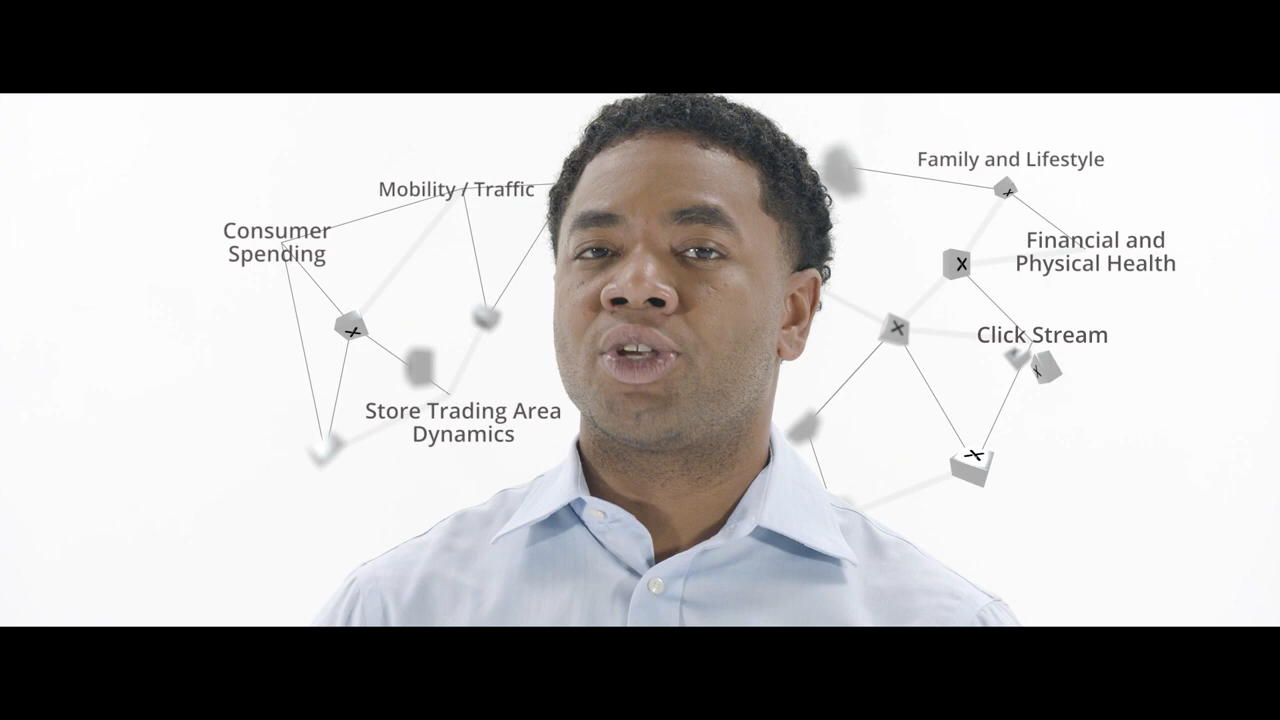 Family and Lifestyle
Mobility / Traffic
Consumer
Spending
Financial and
Physical Health
Click Stream
Store Trading Area
Dynamics